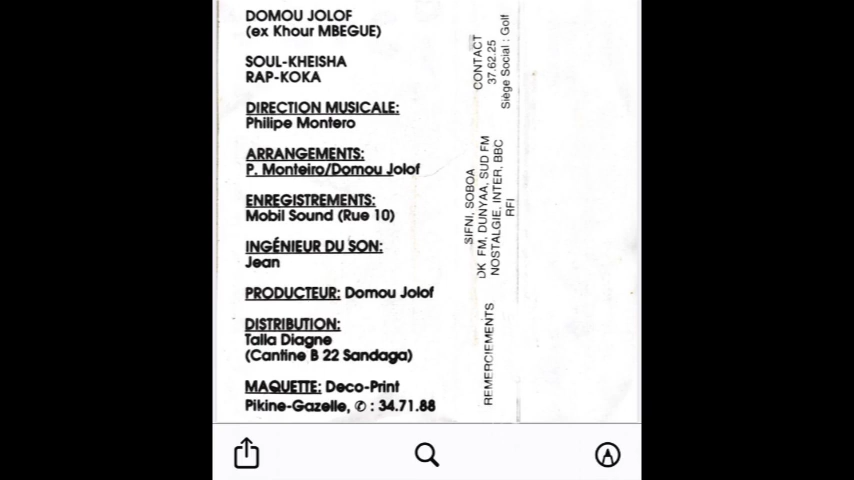 DOMOU JOLOF
(ex Khour MBEGUE)
SOUL-KHEISHA
RAP-KOKA
DIRECTION MUSICALE:
Philipe Montero
ARRANGEMENTS:
P. Monteiro/Domou Jolof
ENREGISTREMENTS:
Mobil Sound (Rue 10)
INGÉNIEUR DU SON:
Jean
PRODUCTEUR: Domou Jolof
DISTRIBUTION:
Talla Diagne
(Cantine B 22 Sandaga)
MAQUETTE: Deco-Print
Pikine-Gazelle, ✆ : 34.71.88
REMERCIEMENTS
SIFNI, SOBOA
DK FM, DUNYAA, SUD FM
NOSTALGIE, INTER, BBC
RFI
CONTACT
37.62.25
Siège Social : Golf